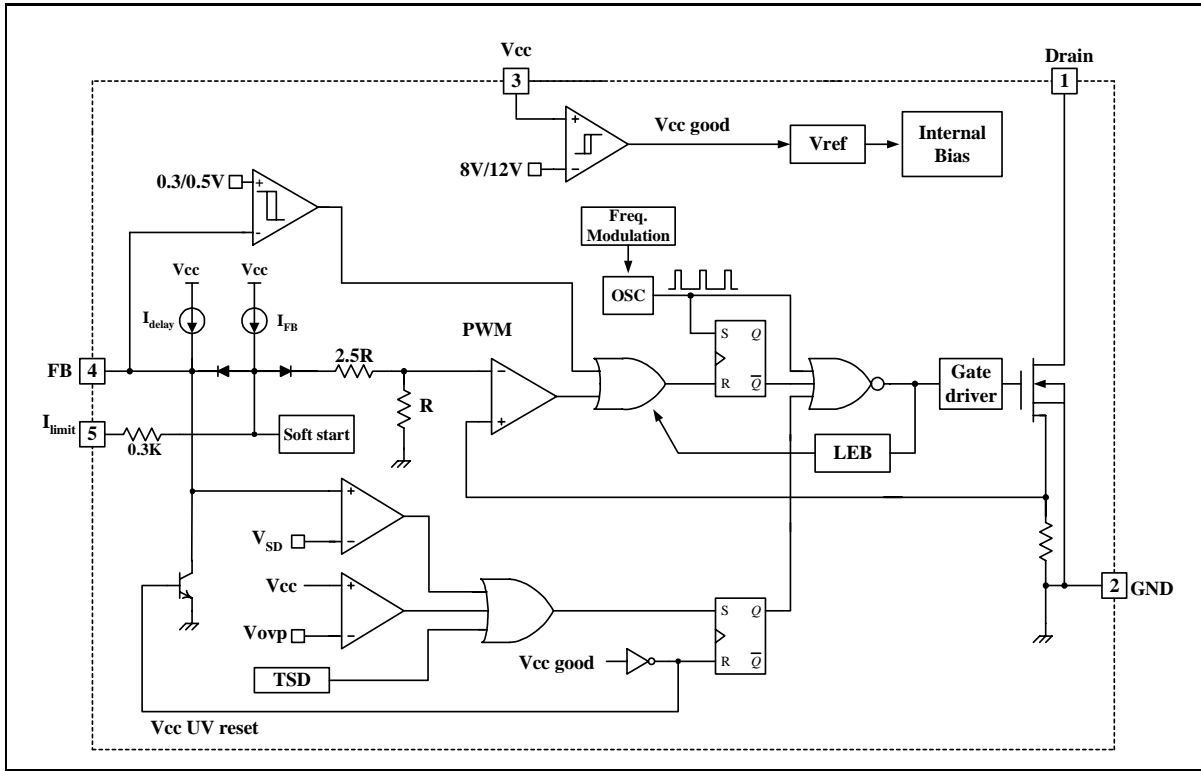 Vcc
3
Drain
1
Vcc good
8V/12V
+
−
Vref
Internal
Bias
0.3/0.5V
+
-
Freq.
Modulation
OSC
Vcc
Vcc
I_delay
I_FB
PWM
FB
4
2.5R
R
−
+
S
Q
R
Q̅
Gate
driver
I_limit
5
0.3K
Soft start
LEB
V_SD
+
−
Vcc
Vovp
+
−
TSD
Vcc good
S
Q
R
Q̅
2
GND
Vcc UV reset